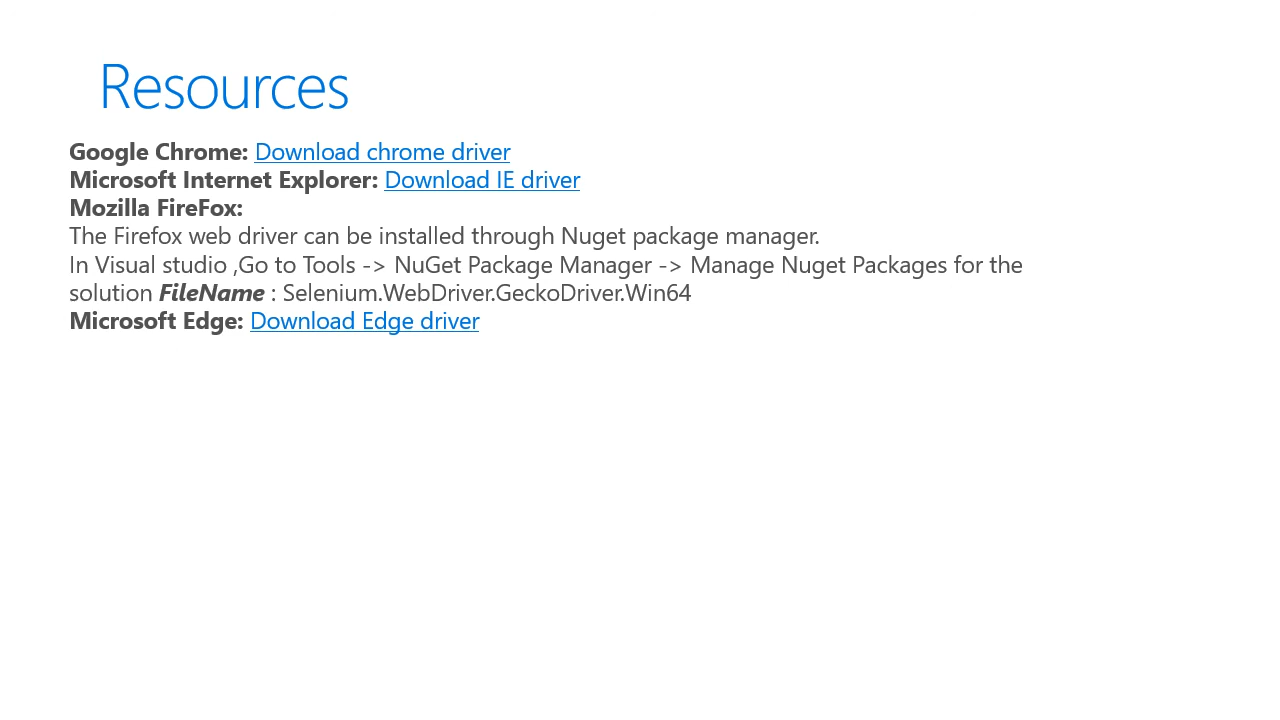 Resources
Google Chrome: Download chrome driver
Microsoft Internet Explorer: Download IE driver
Mozilla FireFox:
The Firefox web driver can be installed through Nuget package manager.
In Visual studio ,Go to Tools -> NuGet Package Manager -> Manage Nuget Packages for the
solution FileName : Selenium.WebDriver.GeckoDriver.Win64
Microsoft Edge: Download Edge driver